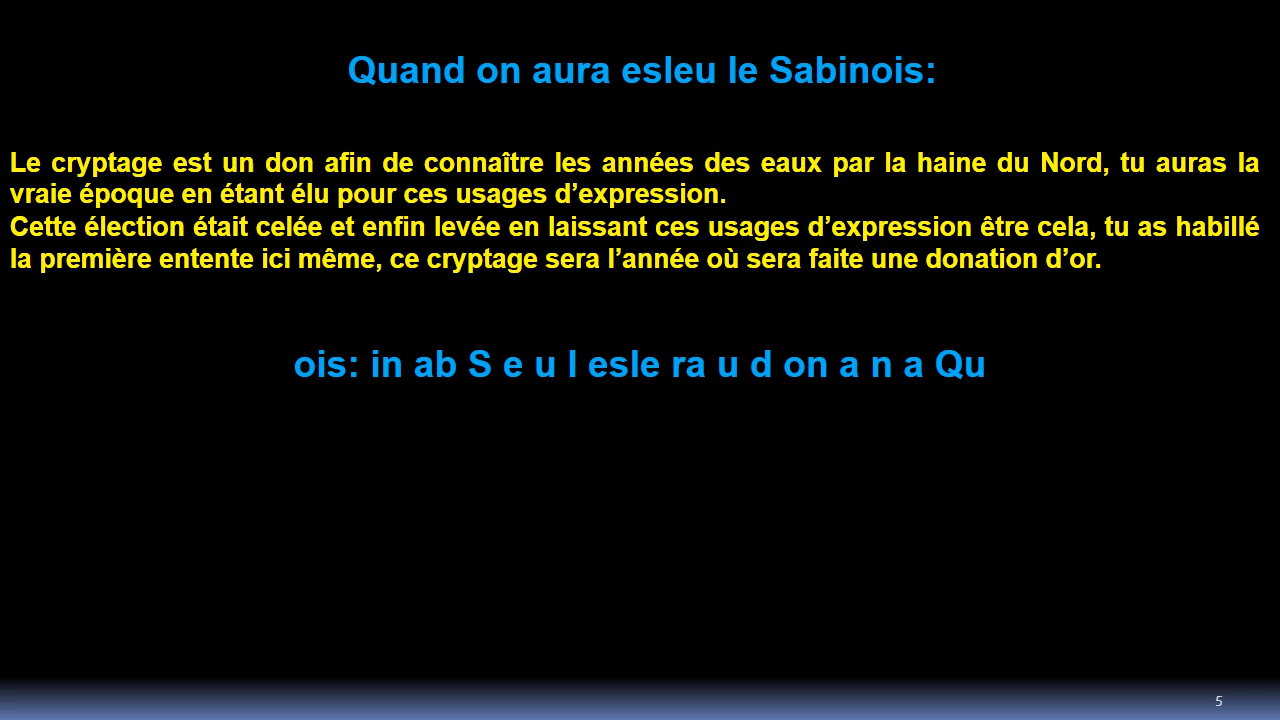 Quand on aura esleu le Sabinois:
Le cryptage est un don afin de connaître les années des eaux par la haine du Nord, tu auras la
vraie époque en étant élu pour ces usages d’expression.
Cette élection était celée et enfin levée en laissant ces usages d’expression être cela, tu as habillé
la première entente ici même, ce cryptage sera l’année où sera faite une donation d’or.
ois: in ab S e u l esle ra u d on a n a Qu
5